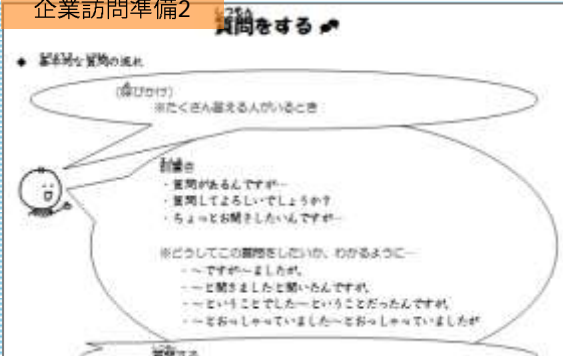 企業訪問準備2
質問をする
◆ 基本的な質問の流れ
(呼びかけ)
※たくさん答える人がいるとき
前置き
・質問があるんですが…
・質問してよろしいでしょうか?
・ちょっとお聞きしたいんですが…
※どうしてこの質問をしたいか、わかるように…
・～ですが～ましたが、
・～と聞きましたと聞いたんですが、
・～ということでした～ということだったんですが、
・～とおっしゃっていました～とおっしゃっていましたが
質問する